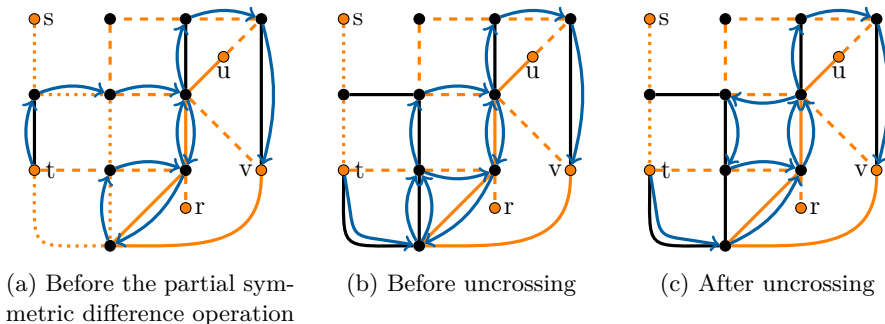 s
u
t
v
r
s
u
t
v
r
s
u
t
v
r
(a) Before the partial sym-
metric difference operation
(b) Before uncrossing
(c) After uncrossing